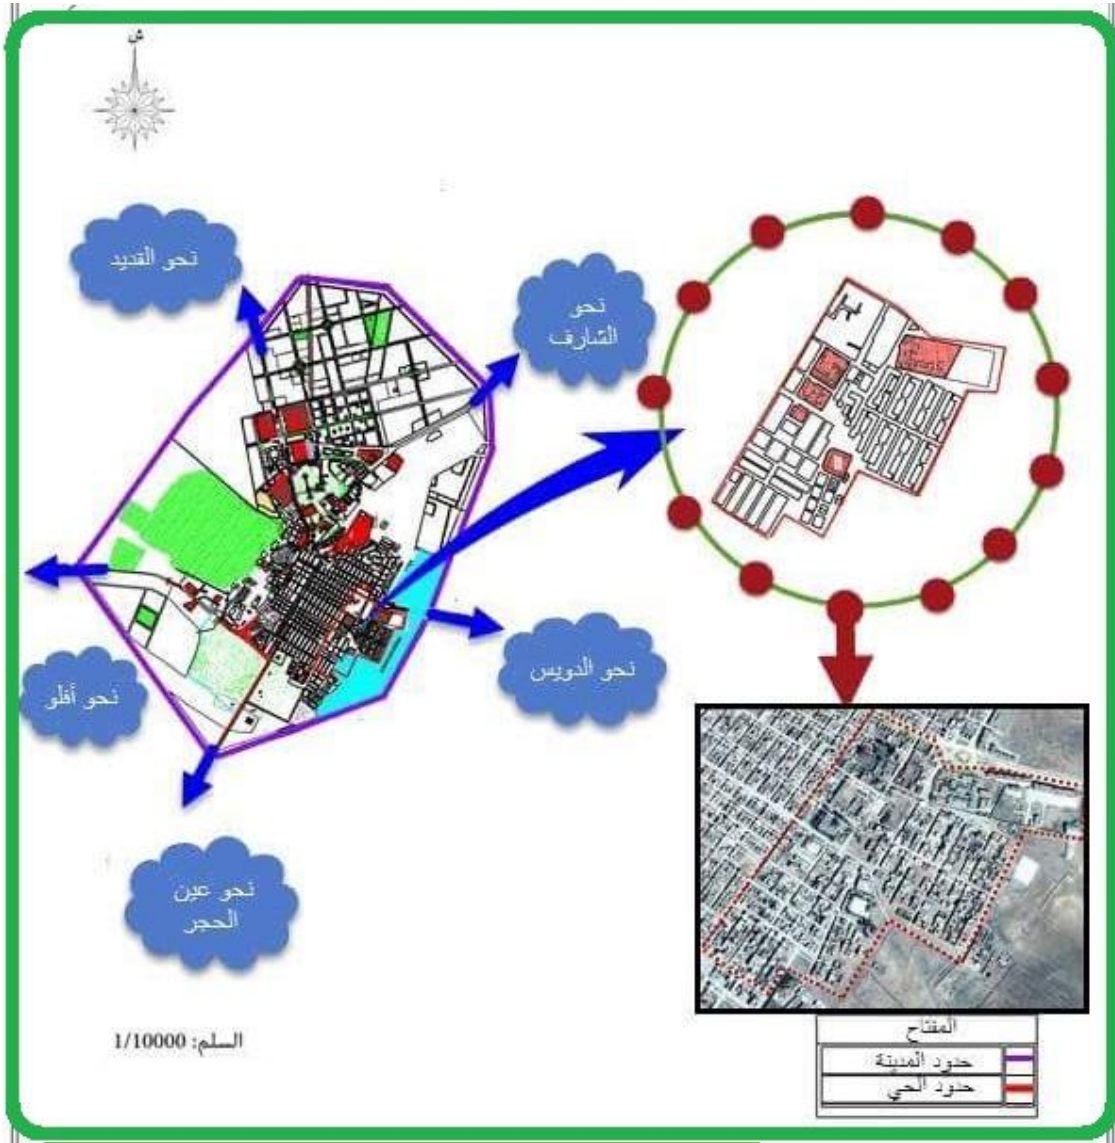 ش
نحو القديد
نحو
الشارف
نحو الدويس
نحو أفلو
نحو عين
الحجر
السلم: 1/10000
المفتاح
حدود المدينة
حدود الحي